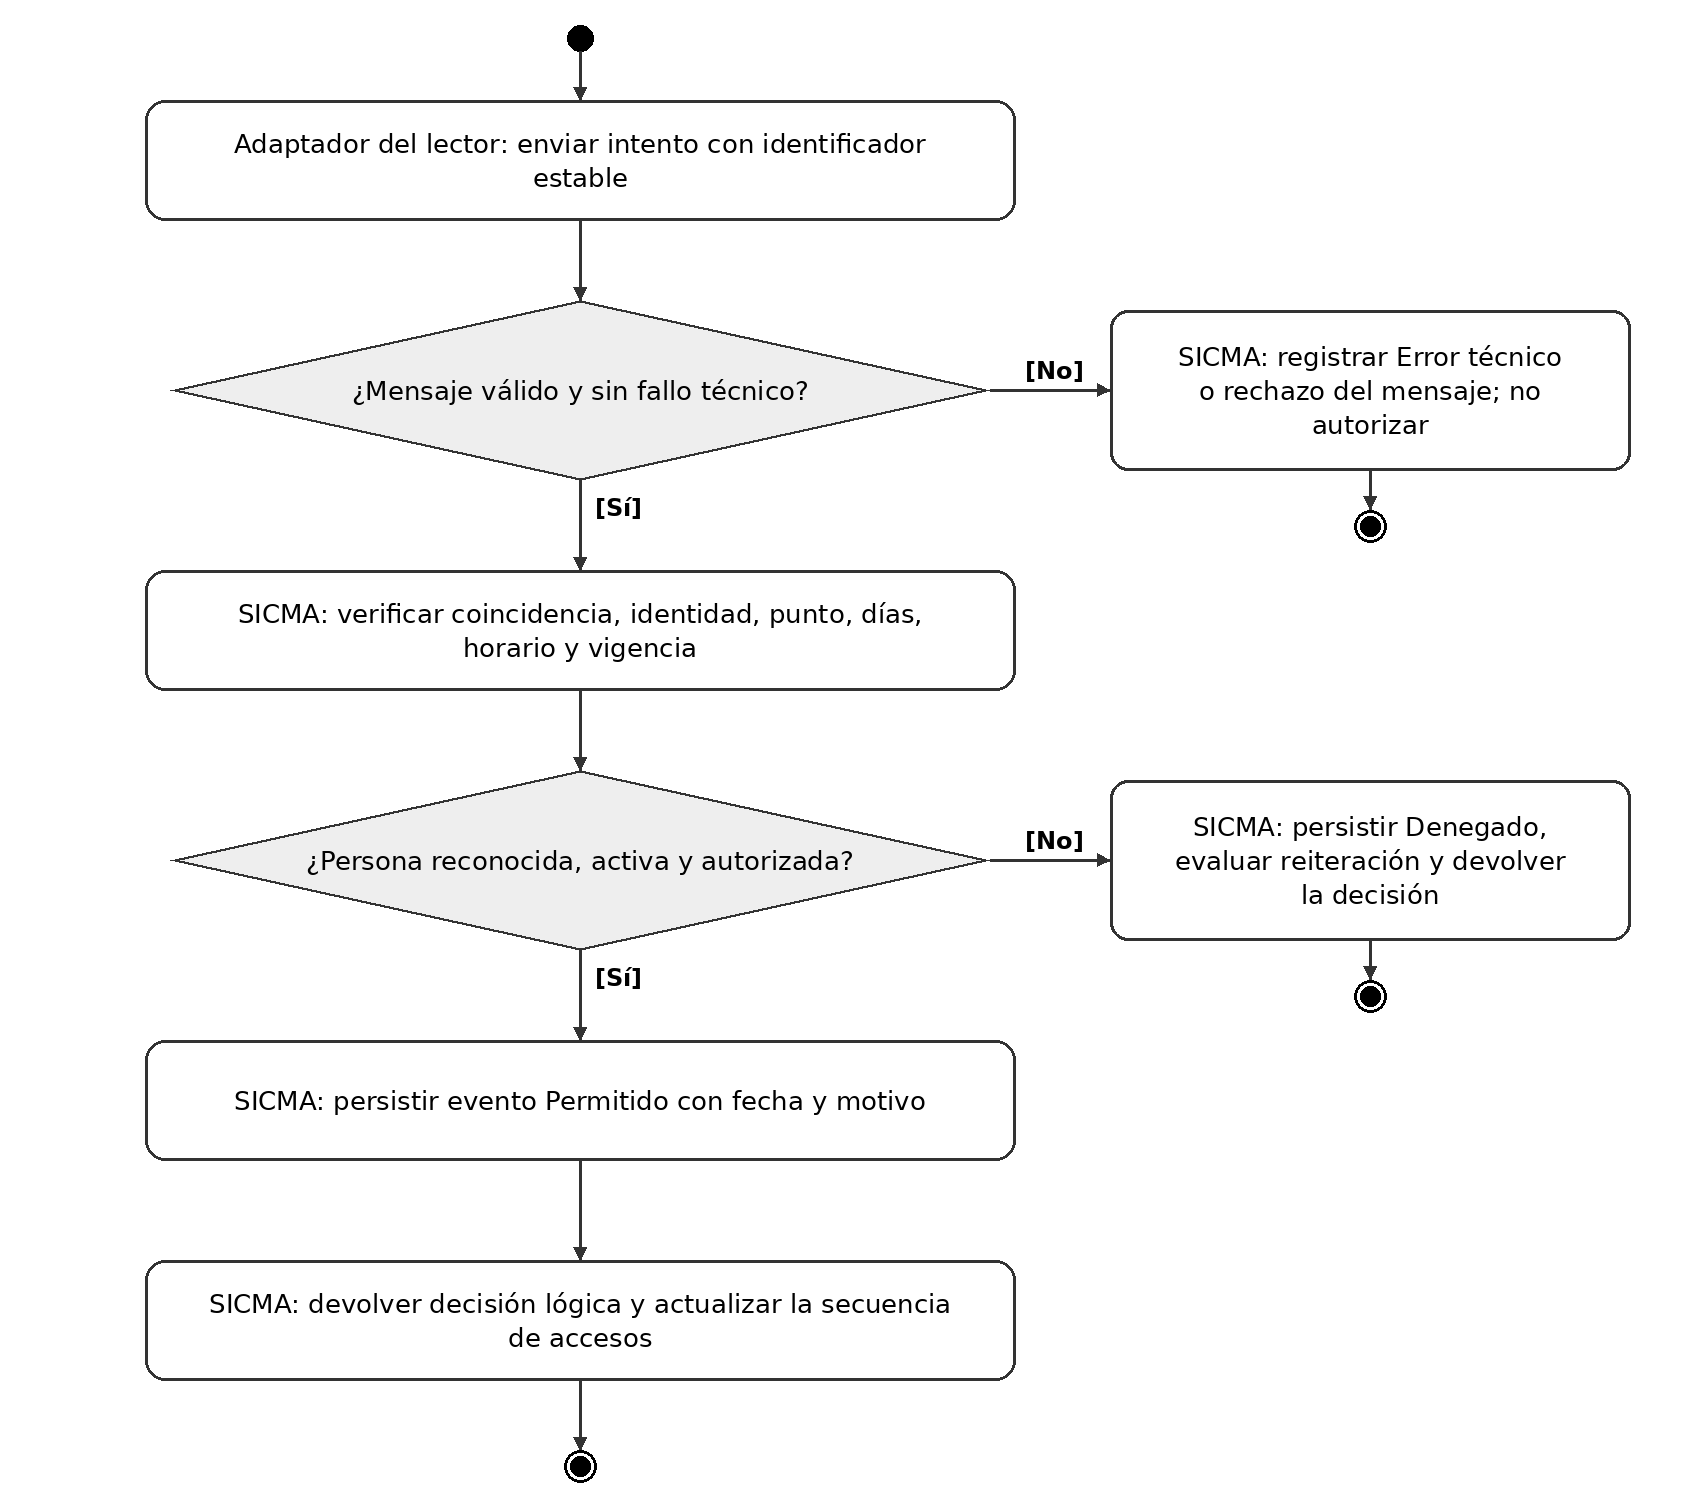 Adaptador del lector: enviar intento con identificador
estable
¿Mensaje válido y sin fallo técnico?
[No]
SICMA: registrar Error técnico
o rechazo del mensaje; no
autorizar
[Sí]
SICMA: verificar coincidencia, identidad, punto, días,
horario y vigencia
¿Persona reconocida, activa y autorizada?
[No]
SICMA: persistir Denegado,
evaluar reiteración y devolver
la decisión
[Sí]
SICMA: persistir evento Permitido con fecha y motivo
SICMA: devolver decisión lógica y actualizar la secuencia
de accesos